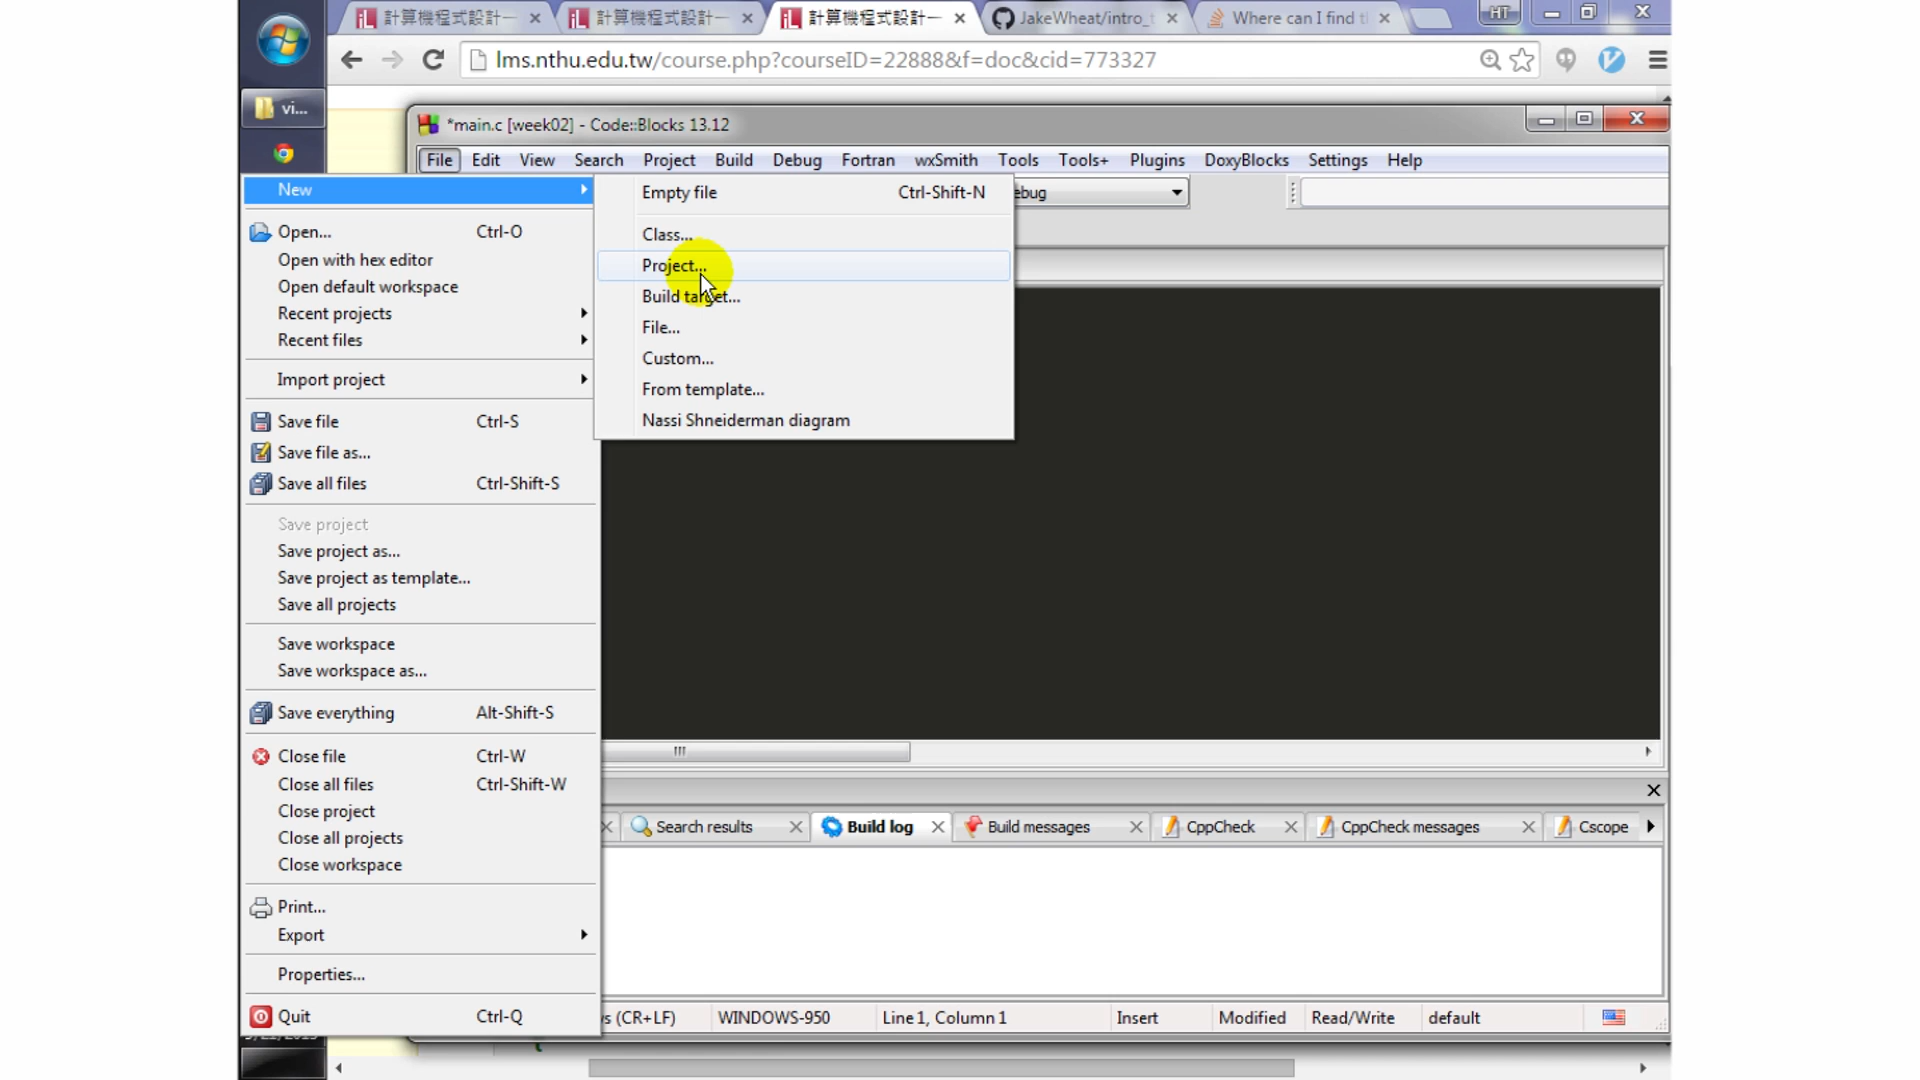 計算機程式設計一
計算機程式設計一
計算機程式設計一
JakeWheat/intro_t
Where can I find t
HT
lms.nthu.edu.tw/course.php?courseID=22888&f=doc&cid=773327
vi...
*main.c [week02] - Code::Blocks 13.12
File Edit View Search Project Build Debug Fortran wxSmith Tools Tools+ Plugins DoxyBlocks Settings Help
New
Empty file Ctrl-Shift-N
ebug
Class...
Project...
Build target...
File...
Custom...
From template...
Nassi Shneiderman diagram
Open... Ctrl-O
Open with hex editor
Open default workspace
Recent projects
Recent files
Import project
Save file Ctrl-S
Save file as...
Save all files Ctrl-Shift-S
Save project
Save project as...
Save project as template...
Save all projects
Save workspace
Save workspace as...
Save everything Alt-Shift-S
Close file Ctrl-W
Close all files Ctrl-Shift-W
Close project
Close all projects
Close workspace
Print...
Export
Properties...
Quit Ctrl-Q
Search results Build log Build messages CppCheck CppCheck messages Cscope
s (CR+LF) WINDOWS-950 Line 1, Column 1 Insert Modified Read/Write default